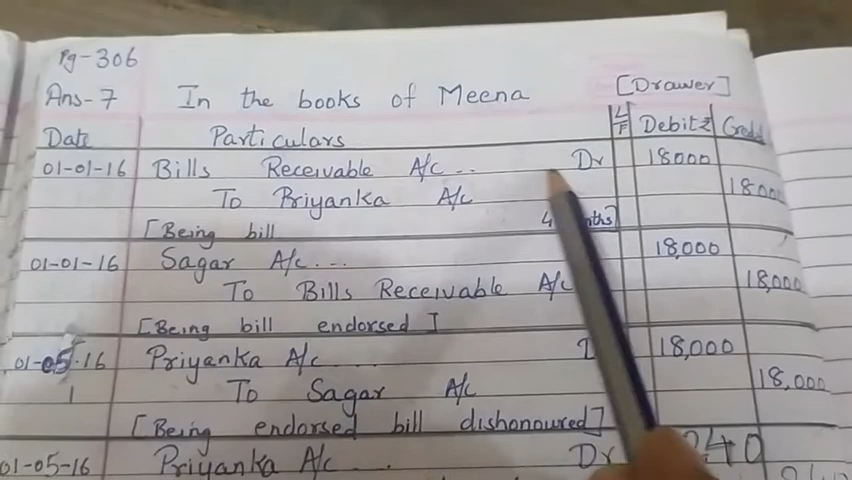 Pg-306
Ans-7 In the books of Meena [Drawer]
Date Particulars L/F Debit₹
01-01-16 Bills Receivable A/c... Dr 18000
To Priyanka A/c
[Being bill 4
01-01-16 Sagar A/c... 18,000
To Bills Receivable A/c 18,000
[Being bill endorsed]
01-05-16 Priyanka A/c... 18,000
To Sagar A/c 18,000
[Being endorsed bill dishonoured]
01-05-16 Priyanka A/c.... Dr 240